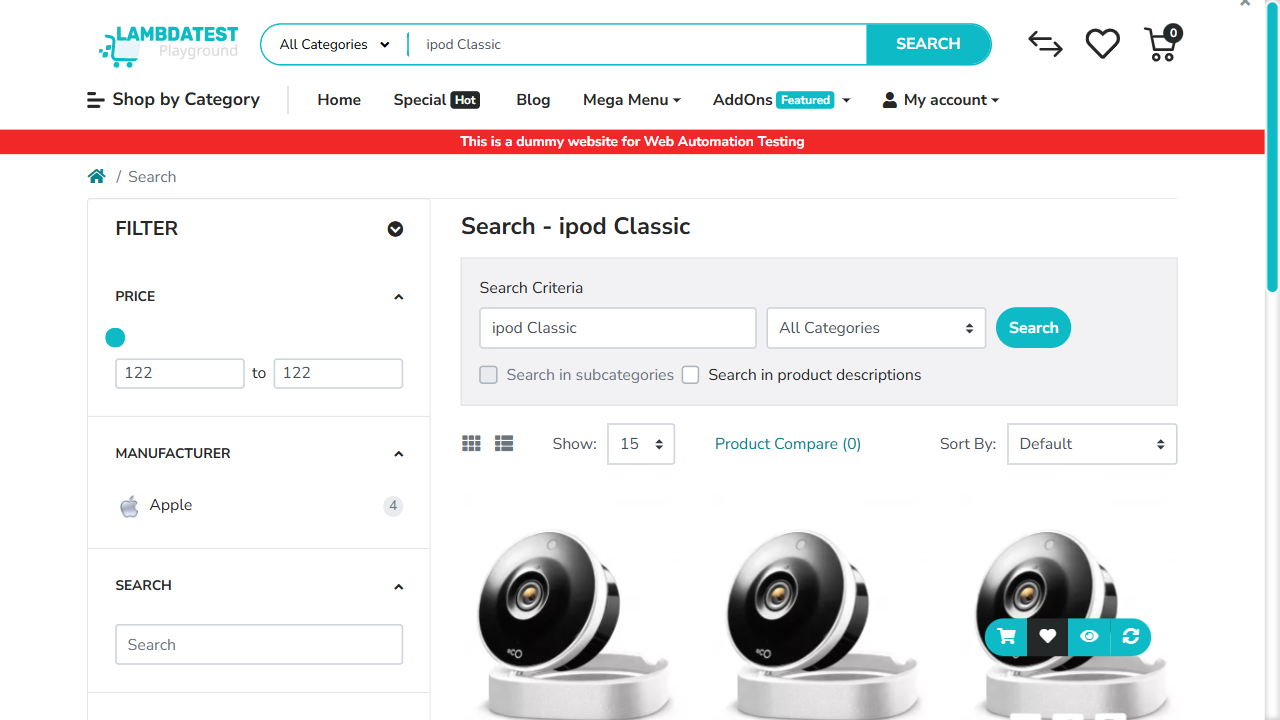 LAMBDATEST
Playground
All Categories
ipod Classic
SEARCH
0
Shop by Category
Home
Special Hot
Blog
Mega Menu
AddOns Featured
My account
This is a dummy website for Web Automation Testing
/ Search
FILTER
PRICE
122 to 122
MANUFACTURER
Apple
4
SEARCH
Search
Search - ipod Classic
Search Criteria
ipod Classic
All Categories
Search
Search in subcategories
Search in product descriptions
Show:
15
Product Compare (0)
Sort By:
Default